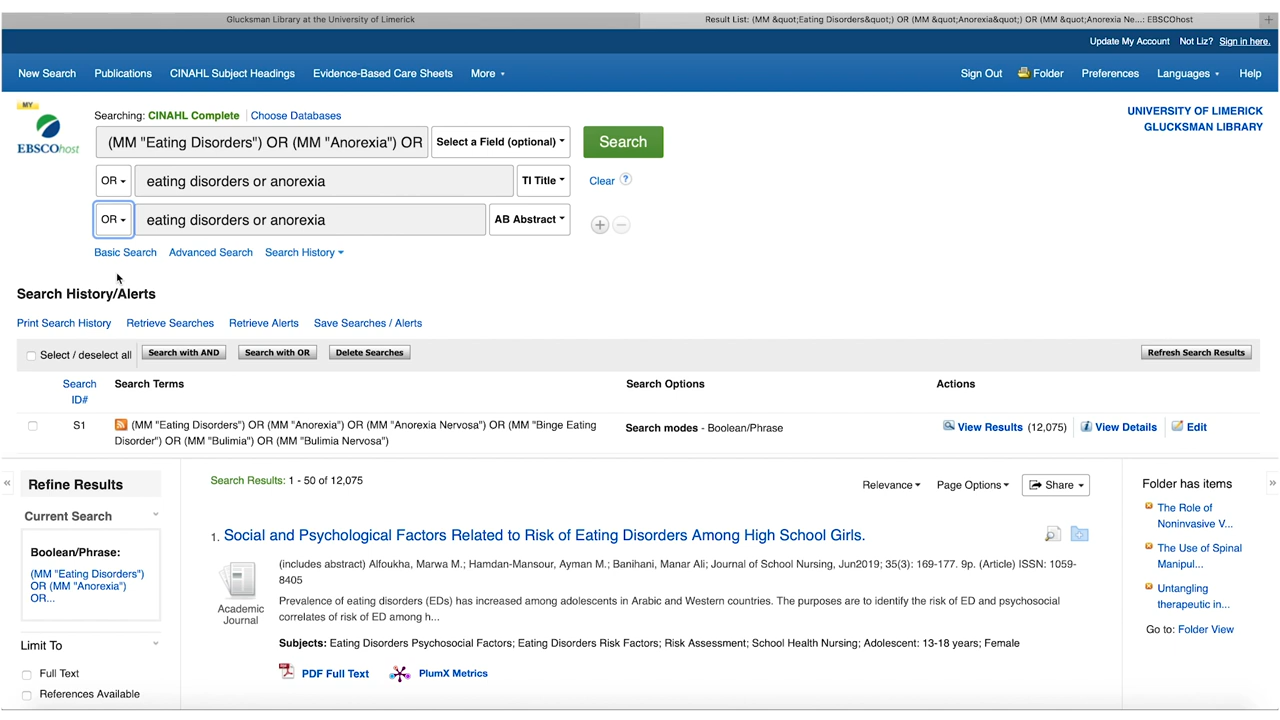 Glucksman Library at the University of Limerick
Result List: (MM &quot;Eating Disorders&quot;) OR (MM &quot;Anorexia&quot;) OR (MM &quot;Anorexia Ne...: EBSCOhost
Update My Account Not Liz? Sign in here.
New Search Publications CINAHL Subject Headings Evidence-Based Care Sheets More
Sign Out Folder Preferences Languages Help
MY
EBSCOhost
Searching: CINAHL Complete Choose Databases
UNIVERSITY OF LIMERICK
GLUCKSMAN LIBRARY
(MM "Eating Disorders") OR (MM "Anorexia") OR Select a Field (optional) Search
OR eating disorders or anorexia TI Title Clear ?
OR eating disorders or anorexia AB Abstract
Basic Search Advanced Search Search History
Search History/Alerts
Print Search History Retrieve Searches Retrieve Alerts Save Searches / Alerts
Select / deselect all Search with AND Search with OR Delete Searches Refresh Search Results
Search ID# Search Terms Search Options Actions
S1 (MM "Eating Disorders") OR (MM "Anorexia") OR (MM "Anorexia Nervosa") OR (MM "Binge Eating
Disorder") OR (MM "Bulimia") OR (MM "Bulimia Nervosa")
Search modes - Boolean/Phrase
View Results (12,075) View Details Edit
Refine Results
Current Search
Boolean/Phrase:
(MM "Eating Disorders")
OR (MM "Anorexia")
OR...
Limit To
Full Text
References Available
Search Results: 1 - 50 of 12,075
Relevance Page Options Share
1. Social and Psychological Factors Related to Risk of Eating Disorders Among High School Girls.
Academic
Journal
(includes abstract) Alfoukha, Marwa M.; Hamdan-Mansour, Ayman M.; Banihani, Manar Ali; Journal of School Nursing, Jun2019; 35(3): 169-177. 9p. (Article) ISSN: 1059-
8405
Prevalence of eating disorders (EDs) has increased among adolescents in Arabic and Western countries. The purposes are to identify the risk of ED and psychosocial
correlates of risk of ED among h...
Subjects: Eating Disorders Psychosocial Factors; Eating Disorders Risk Factors; Risk Assessment; School Health Nursing; Adolescent: 13-18 years; Female
PDF Full Text PlumX Metrics
Folder has items
The Role of
Noninvasive V...
The Use of Spinal
Manipul...
Untangling
therapeutic in...
Go to: Folder View